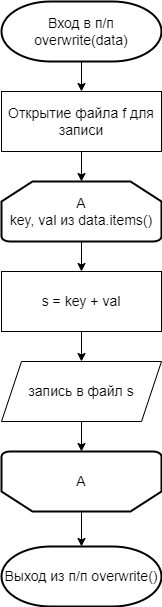 Вход в п/п
overwrite(data)
Открытие файла f для
записи
A
key, val из data.items()
s = key + val
запись в файл s
A
Выход из п/п overwrite()